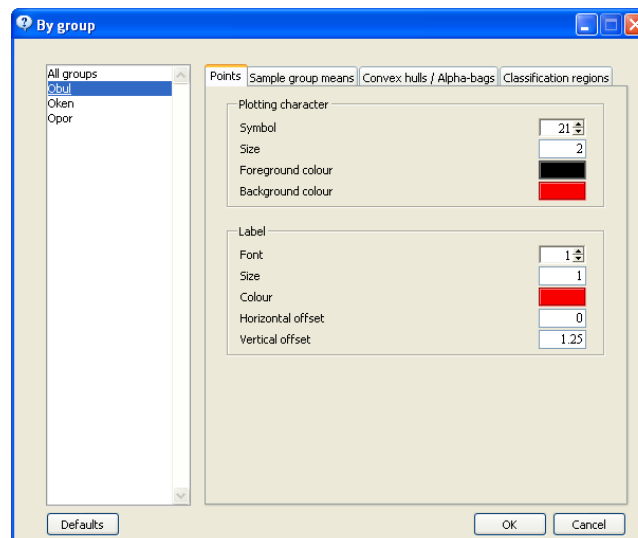 By group
All groups
Obul
Oken
Opor
Points Sample group means Convex hulls / Alpha-bags Classification regions
Plotting character
Symbol 21
Size 2
Foreground colour
Background colour
Label
Font 1
Size 1
Colour
Horizontal offset 0
Vertical offset 1.25
Defaults OK Cancel